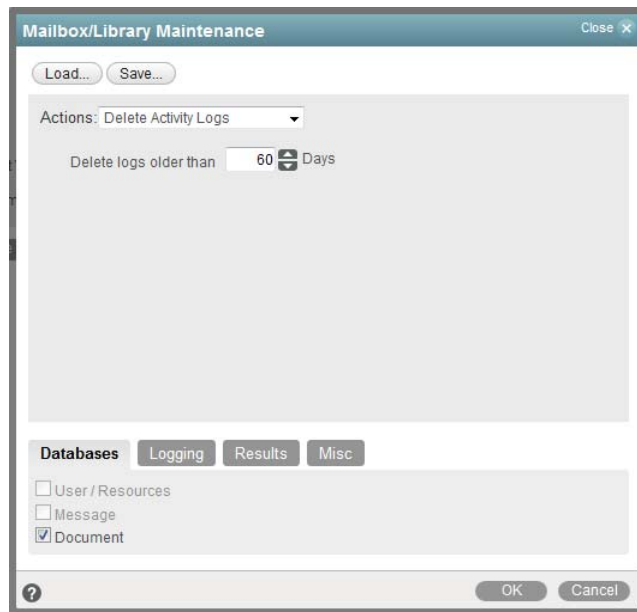 Mailbox/Library Maintenance Close X
Load... Save...
Actions: Delete Activity Logs
Delete logs older than 60 Days
Databases Logging Results Misc
User / Resources
Message
Document
? OK Cancel